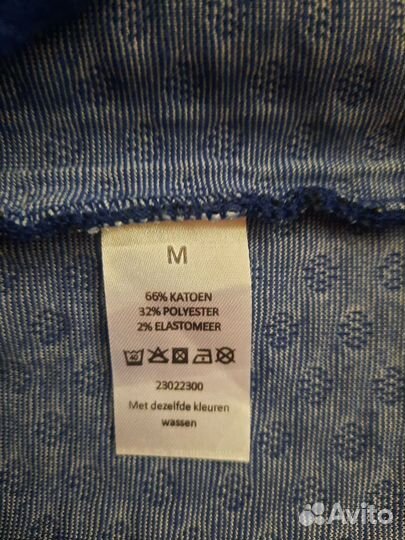 M
66% KATOEN
32% POLYESTER
2% ELASTOMEER
40
23022300
Met dezelfde kleuren
wassen
Avito